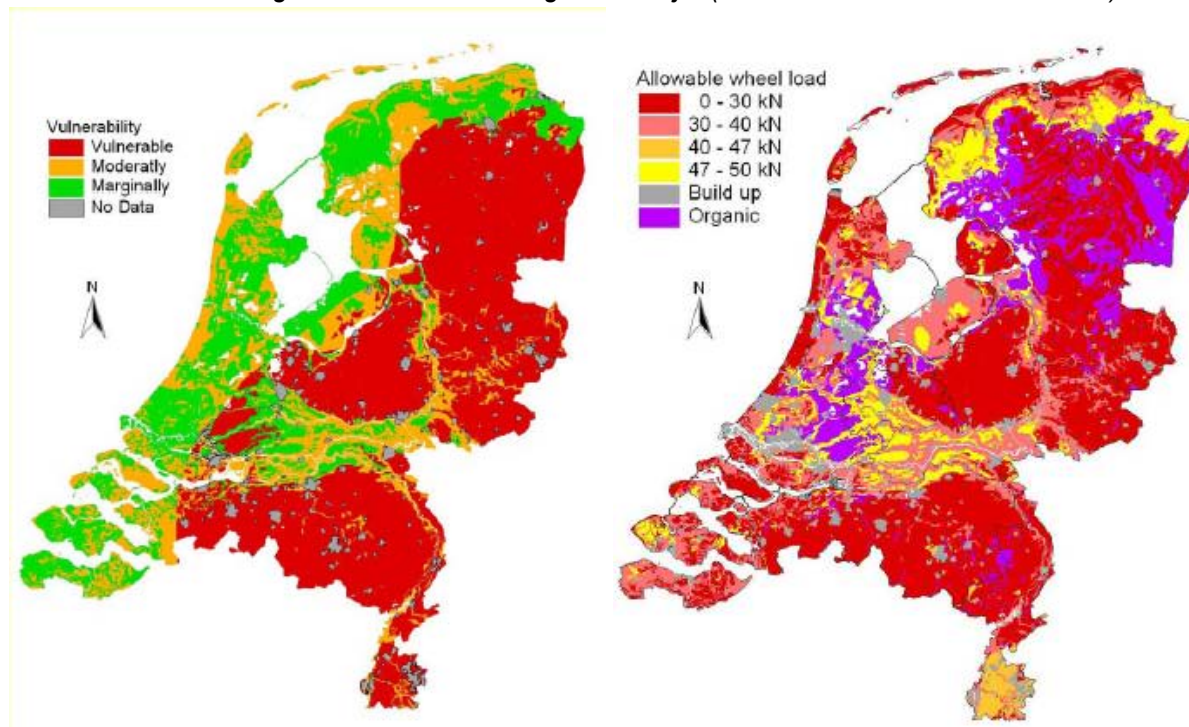 Vulnerability
Vulnerable
Moderatly
Marginally
No Data
N
Allowable wheel load
0 - 30 kN
30 - 40 kN
40 - 47 kN
47 - 50 kN
Build up
Organic
N